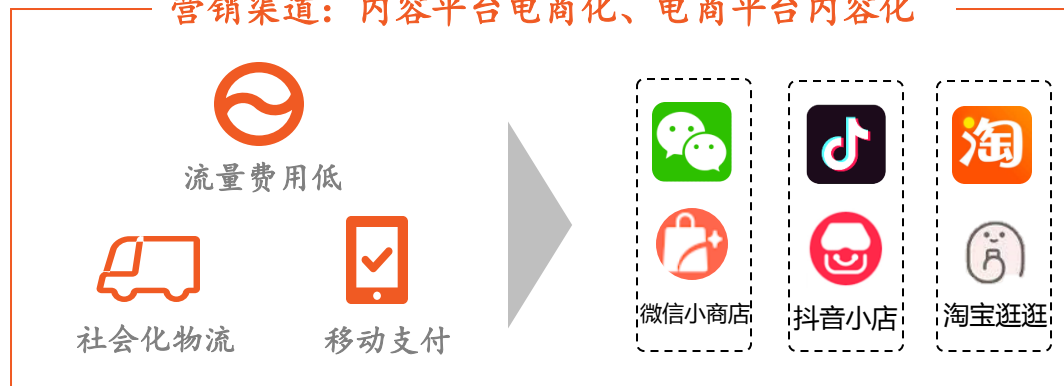 营销渠道：内容平台电商化、电商平台内容化
流量费用低
社会化物流
移动支付
淘
微信小商店
抖音小店
淘宝逛逛